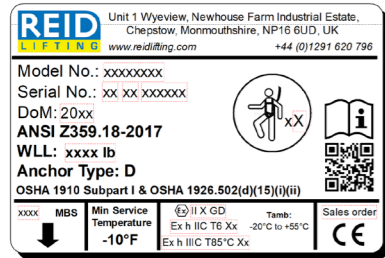 REID
LIFTING
Unit 1 Wyeview, Newhouse Farm Industrial Estate,
Chepstow, Monmouthshire, NP16 6UD, UK
www.reidlifting.com +44 (0)1291 620 796
Model No.: xxxxxxxx
Serial No.: xx xx xxxxxx
DoM: 20xx
ANSI Z359.18-2017
WLL: xxxx lb
Anchor Type: D
xX
OSHA 1910 Subpart I & OSHA 1926.502(d)(15)(i)(ii)
xxxx MBS
Min Service
Temperature
-10°F
Ex II X GD
Ex h IIC T6 Xx
Ex h IIIC T85°C Xx
Tamb:
-20°C to +55°C
Sales order
CE